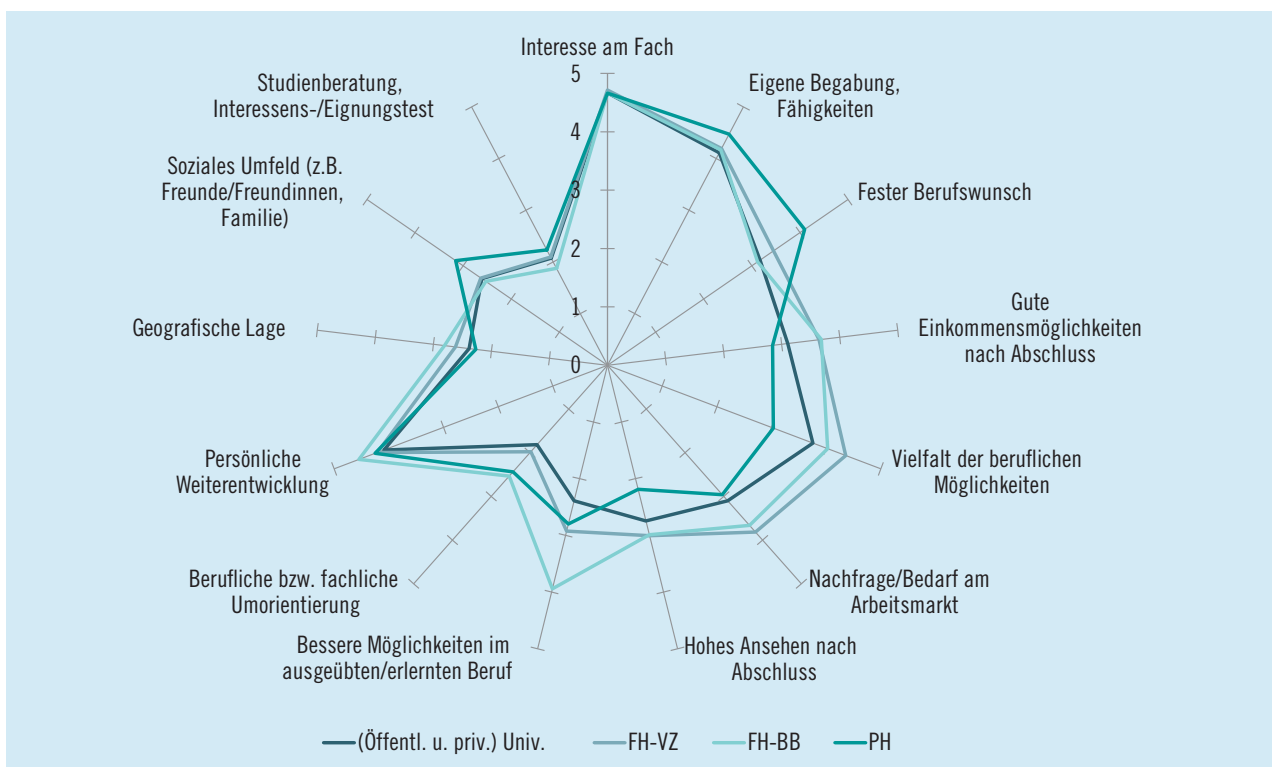 Interesse am Fach
5
4
3
2
1
0
Eigene Begabung,
Fähigkeiten
Fester Berufswunsch
Gute
Einkommensmöglichkeiten
nach Abschluss
Vielfalt der beruflichen
Möglichkeiten
Nachfrage/Bedarf am
Arbeitsmarkt
Hohes Ansehen nach
Abschluss
Bessere Möglichkeiten im
ausgeübten/erlernten Beruf
Berufliche bzw. fachliche
Umorientierung
Persönliche
Weiterentwicklung
Geografische Lage
Soziales Umfeld (z.B.
Freunde/Freundinnen,
Familie)
Studienberatung,
Interessens-/Eignungstest
(Öffentl. u. priv.) Univ.
FH-VZ
FH-BB
PH